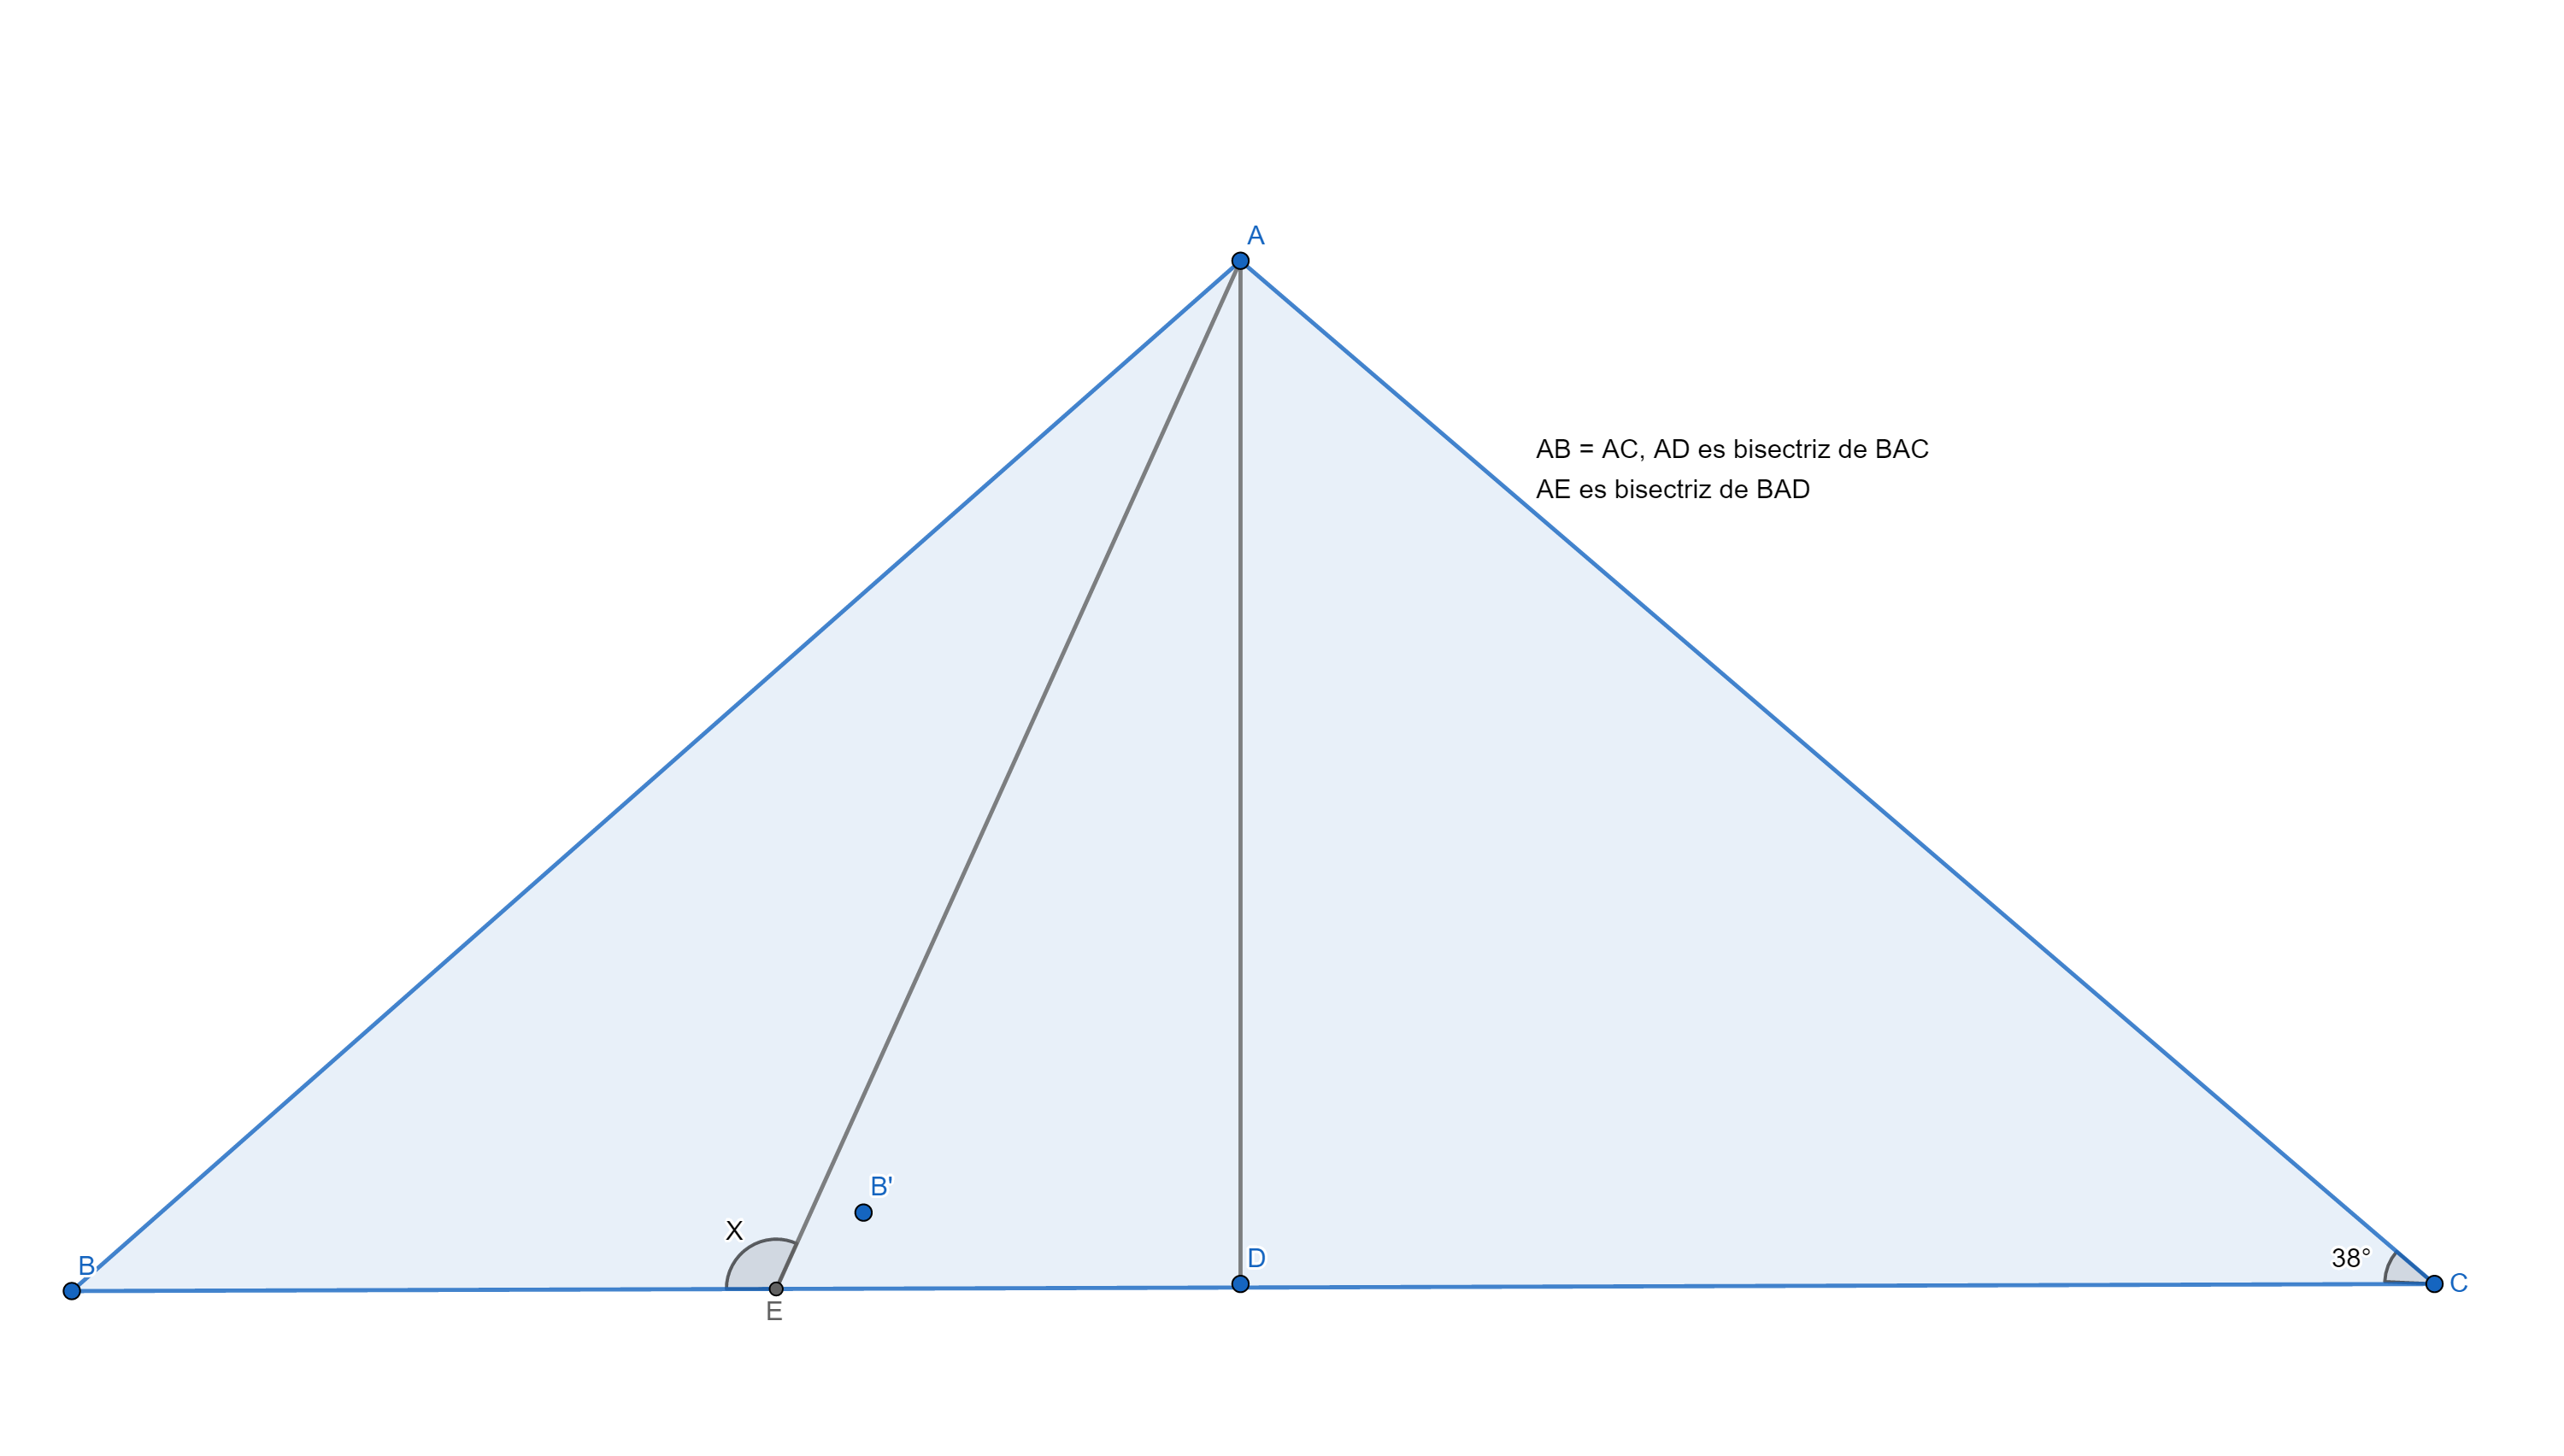 A
AB = AC, AD es bisectriz de BAC
AE es bisectriz de BAD
B'
X
B
D
38°
C
E